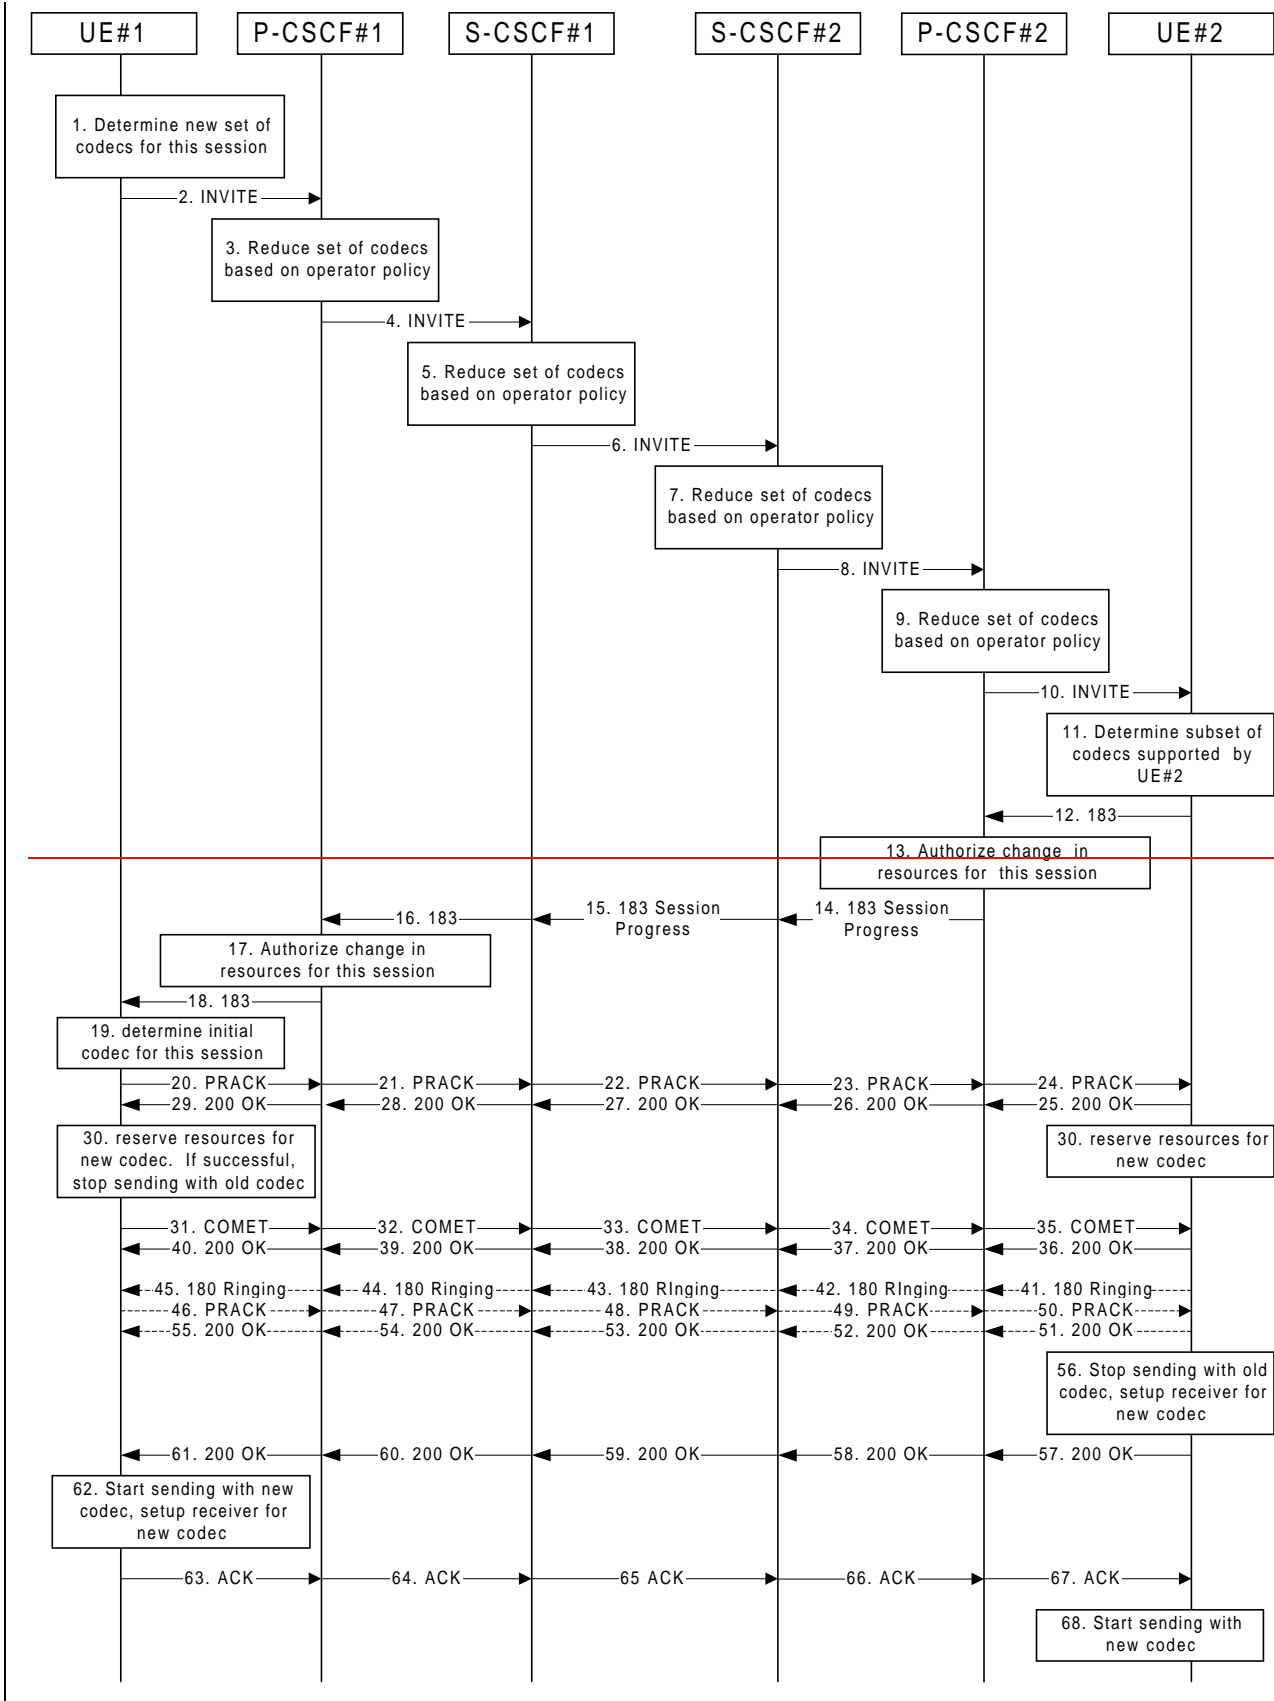 UE#1 P-CSCF#1 S-CSCF#1 S-CSCF#2 P-CSCF#2 UE#2
1. Determine new set of
codecs for this session
2. INVITE
3. Reduce set of codecs
based on operator policy
4. INVITE
5. Reduce set of codecs
based on operator policy
6. INVITE
7. Reduce set of codecs
based on operator policy
8. INVITE
9. Reduce set of codecs
based on operator policy
10. INVITE
11. Determine subset of
codecs supported by
UE#2
12. 183
13. Authorize change in
resources for this session
16. 183
15. 183 Session
Progress
14. 183 Session
Progress
17. Authorize change in
resources for this session
18. 183
19. determine initial
codec for this session
20. PRACK 21. PRACK 22. PRACK 23. PRACK 24. PRACK
29. 200 OK 28. 200 OK 27. 200 OK 26. 200 OK 25. 200 OK
30. reserve resources for
new codec. If successful,
stop sending with old codec
30. reserve resources for
new codec
31. COMET 32. COMET 33. COMET 34. COMET 35. COMET
40. 200 OK 39. 200 OK 38. 200 OK 37. 200 OK 36. 200 OK
45. 180 Ringing 44. 180 Ringing 43. 180 RInging 42. 180 RInging 41. 180 Ringing
46. PRACK 47. PRACK 48. PRACK 49. PRACK 50. PRACK
55. 200 OK 54. 200 OK 53. 200 OK 52. 200 OK 51. 200 OK
56. Stop sending with old
codec, setup receiver for
new codec
61. 200 OK 60. 200 OK 59. 200 OK 58. 200 OK 57. 200 OK
62. Start sending with new
codec, setup receiver for
new codec
63. ACK 64. ACK 65 ACK 66. ACK 67. ACK
68. Start sending with
new codec